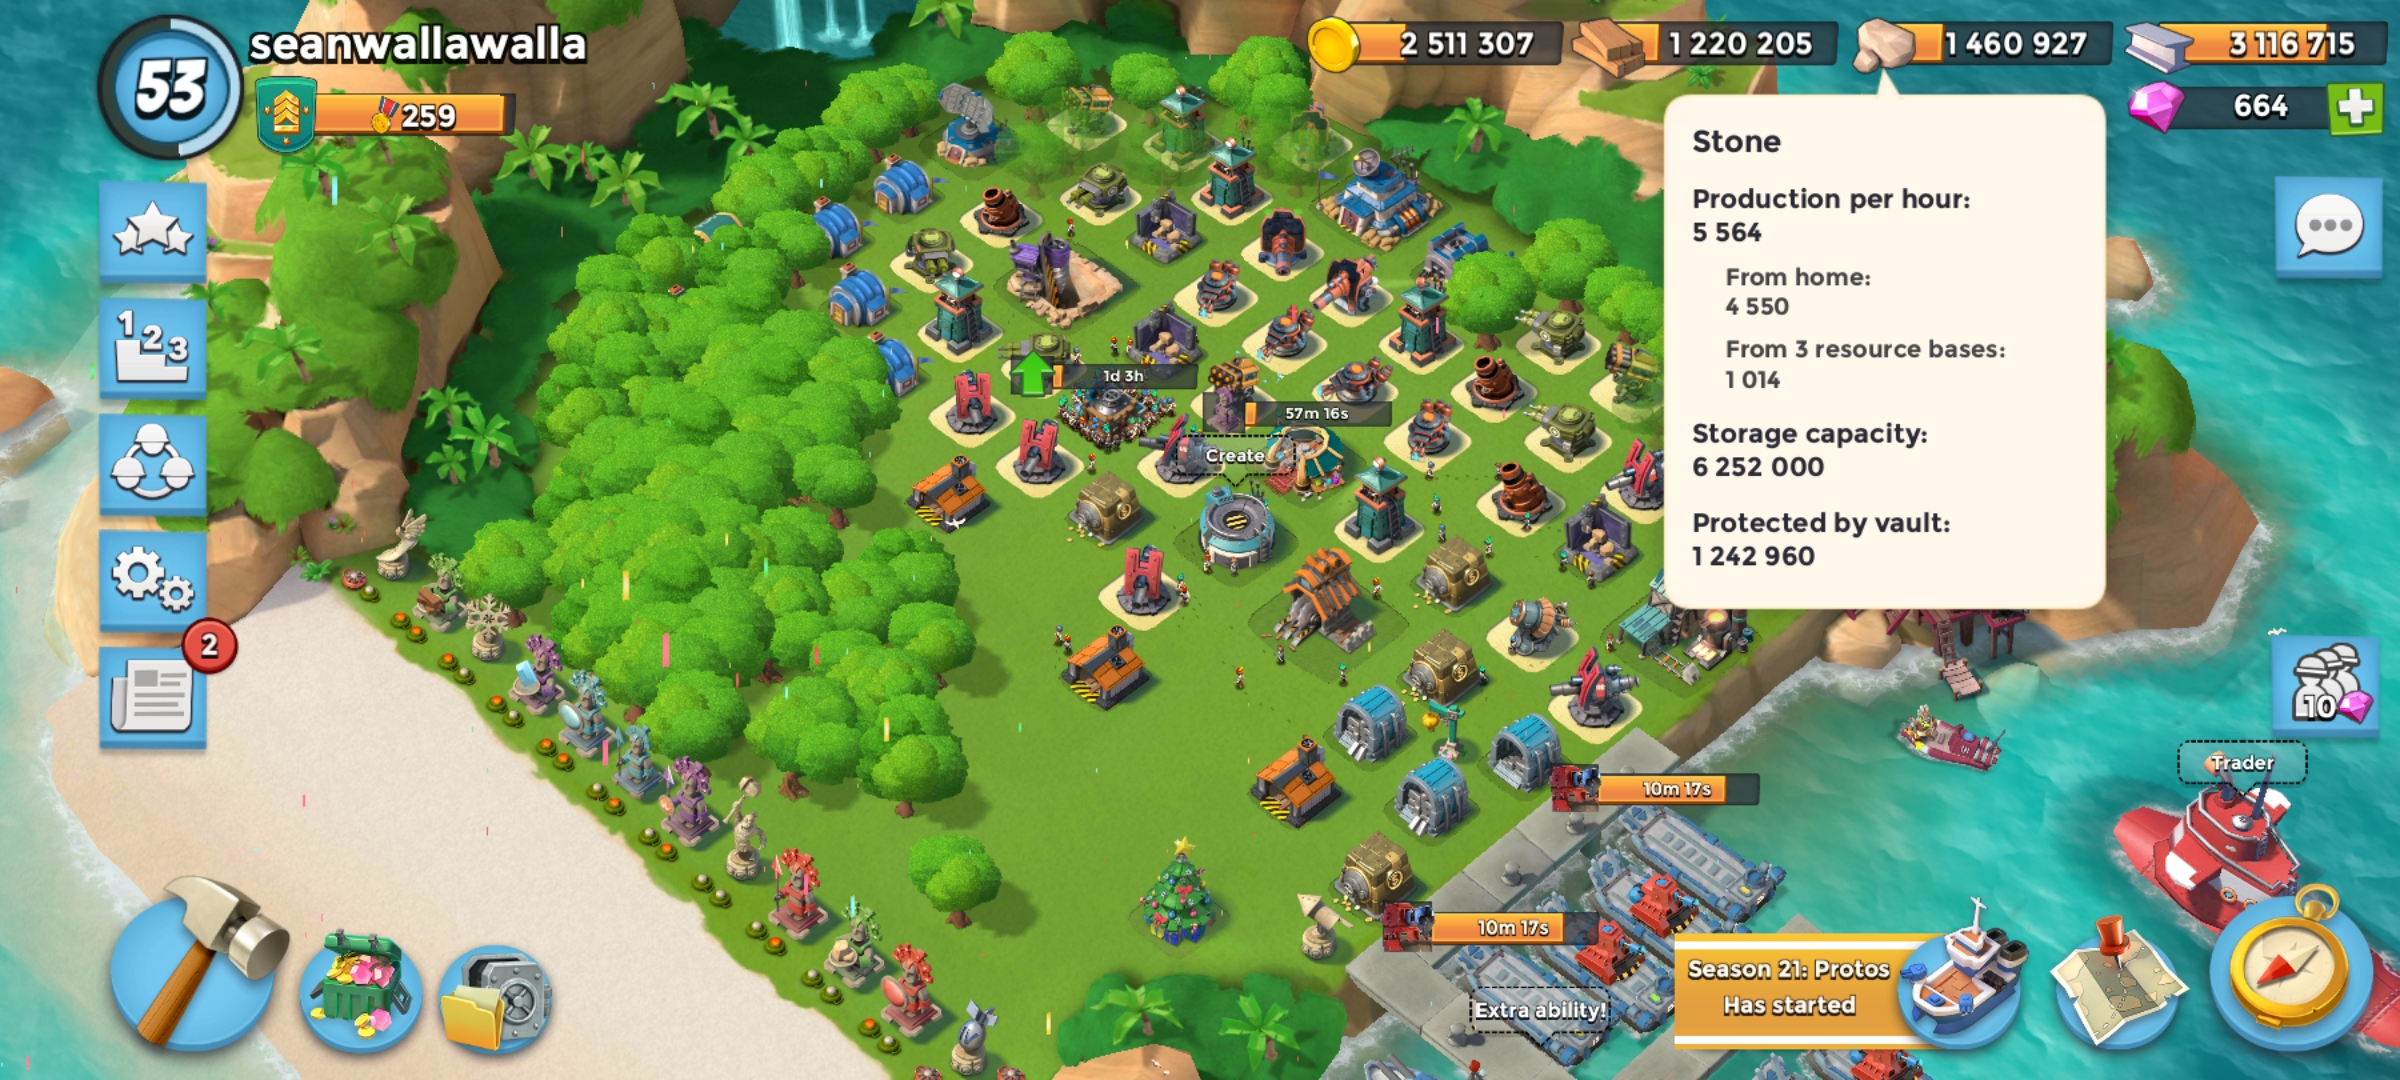 53
seanwallawalla
259
2 511 307
1 220 205
1 460 927
3 116 715
664
Stone
Production per hour:
5 564
From home:
4 550
From 3 resource bases:
1 014
Storage capacity:
6 252 000
Protected by vault:
1 242 960
1 2 3
1d 3h
57m 16s
Create
2
10
Trader
10m 17s
10m 17s
Extra ability!
Season 21: Protos
Has started